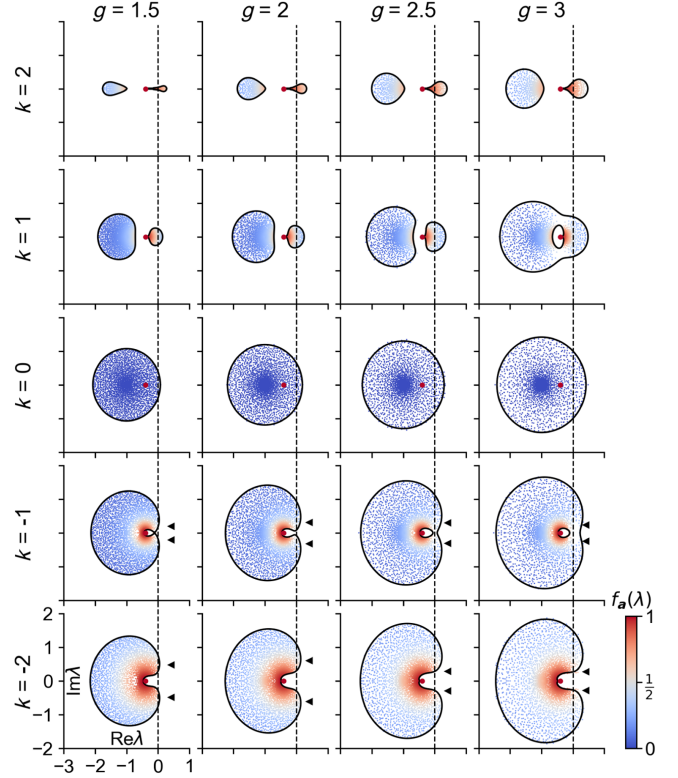 g = 1.5 g = 2 g = 2.5 g = 3
k = 2
k = 1
k = 0
k = -1
k = -2
2
1
0
−1
−2
Imλ
Reλ
−3 −2 −1 0 1
fₐ(λ)
1
1/2
0